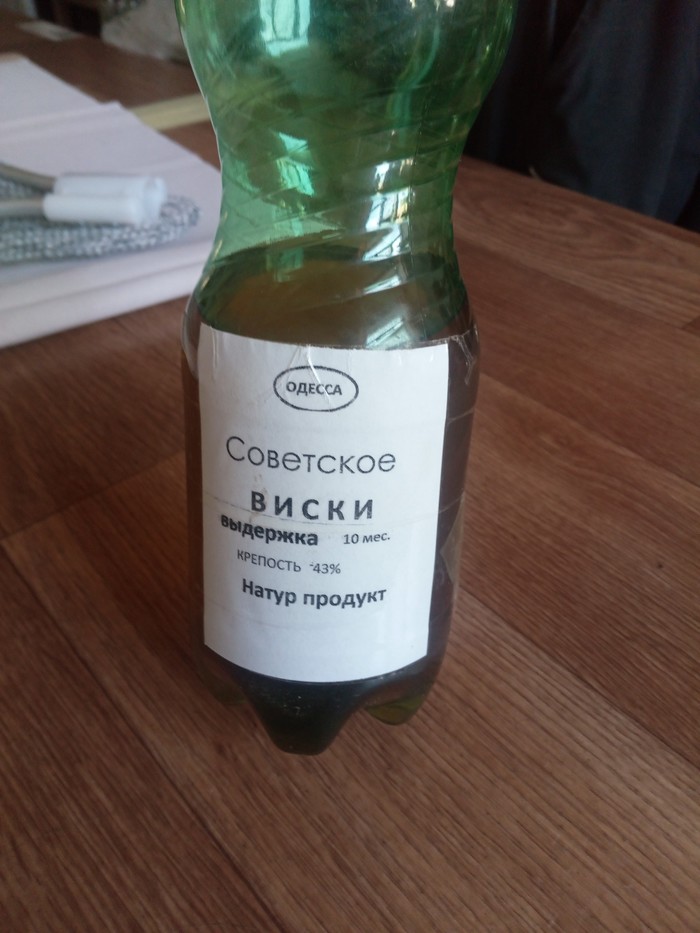 ОДЕССА
Советское
ВИСКИ
выдержка 10 мес.
КРЕПОСТЬ -43%
Натур продукт